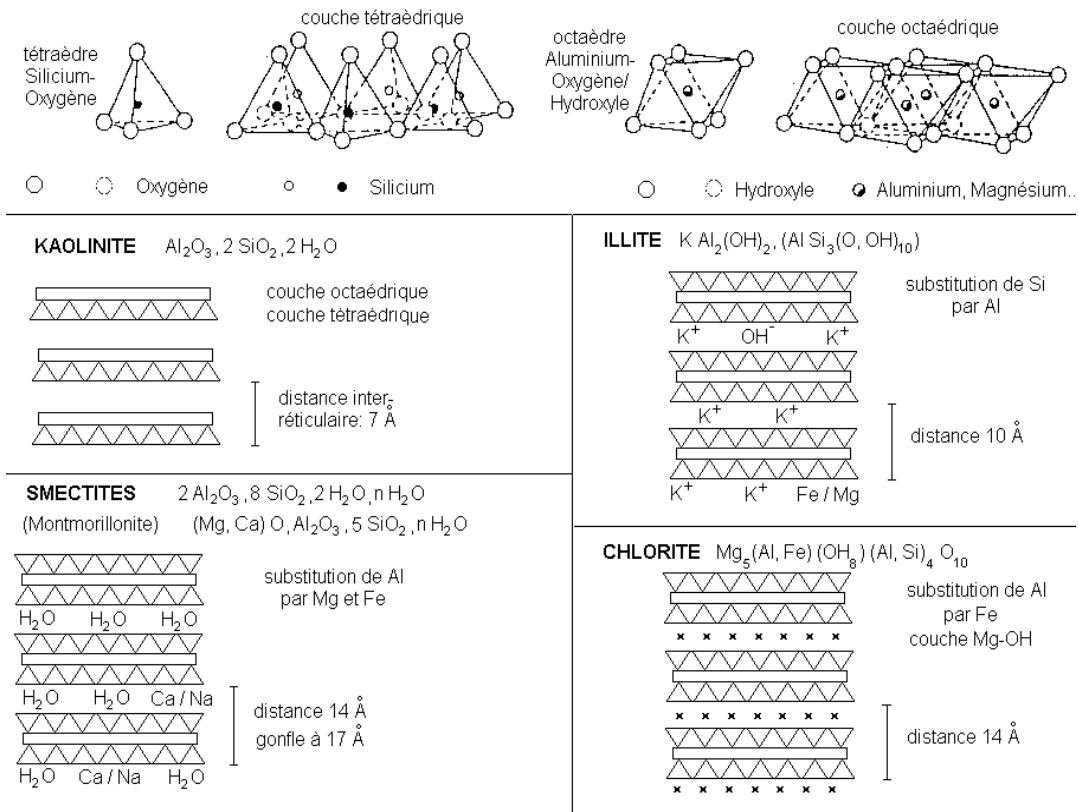 tétraèdre
Silicium-
Oxygène
couche tétraèdrique
octaèdre
Aluminium-
Oxygène/
Hydroxyle
couche octaédrique
Oxygène
Silicium
Hydroxyle
Aluminium, Magnésium...
KAOLINITE Al₂O₃, 2 SiO₂, 2 H₂O
couche octaédrique
couche tétraèdrique
distance inter-
réticulaire: 7 Å
ILLITE K Al₂(OH)₂, (Al Si₃(O, OH)₁₀)
substitution de Si
par Al
K⁺ OH⁻ K⁺
K⁺ K⁺
distance 10 Å
K⁺ K⁺ Fe / Mg
SMECTITES 2 Al₂O₃, 8 SiO₂, 2 H₂O, n H₂O
(Montmorillonite) (Mg, Ca) O, Al₂O₃, 5 SiO₂, n H₂O
substitution de Al
par Mg et Fe
H₂O H₂O H₂O
H₂O H₂O Ca / Na
distance 14 Å
gonfle à 17 Å
H₂O Ca / Na H₂O
CHLORITE Mg₅(Al, Fe) (OH₈) (Al, Si)₄ O₁₀
substitution de Al
par Fe
couche Mg-OH
distance 14 Å